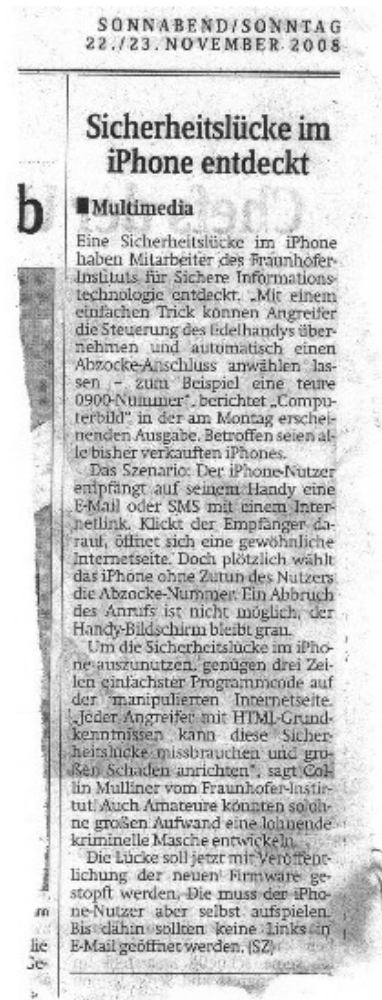 SONNABEND/SONNTAG
22./23. NOVEMBER 2008
Sicherheitslücke im
iPhone entdeckt
Multimedia
Eine Sicherheitslücke im iPhone
haben Mitarbeiter des Fraunhofer-
Instituts für Sichere Informations-
technologie entdeckt. „Mit einem
einfachen Trick können Angreifer
die Steuerung des Edelhandys über-
nehmen und automatisch einen
Abzocke-Anschluss anwählen las-
sen – zum Beispiel eine teure
0900-Nummer“, berichtet „Compu-
terbild“ in der am Montag erschei-
nenden Ausgabe. Betroffen seien al-
le bisher verkauften iPhones.
Das Szenario: Der iPhone-Nutzer
empfängt auf seinem Handy eine
E-Mail oder SMS mit einem Inter-
netlink. Klickt der Empfänger da-
rauf, öffnet sich eine gewöhnliche
Internetseite. Doch plötzlich wählt
das iPhone ohne Zutun des Nutzers
die Abzocke-Nummer. Ein Abbruch
des Anrufs ist nicht möglich, der
Handy-Bildschirm bleibt grau.
Um die Sicherheitslücke im iPho-
ne auszunutzen, genügen drei Zei-
len einfachster Programmcode auf
der manipulierten Internetseite.
„Jeder Angreifer mit HTML-Grund-
kenntnissen kann diese Sicher-
heitslücke missbrauchen und gro-
ßen Schaden anrichten“, sagt Col-
lin Mulliner vom Fraunhofer-Insti-
tut. Auch Amateure könnten so oh-
ne großen Aufwand eine lohnende
kriminelle Masche entwickeln.
Die Lücke soll jetzt mit Veröffent-
lichung der neuen Firmware ge-
stopft werden. Die muss der iPho-
ne-Nutzer aber selbst aufspielen.
Bis dahin sollten keine Links in
E-Mail geöffnet werden. (SZ)
b
die